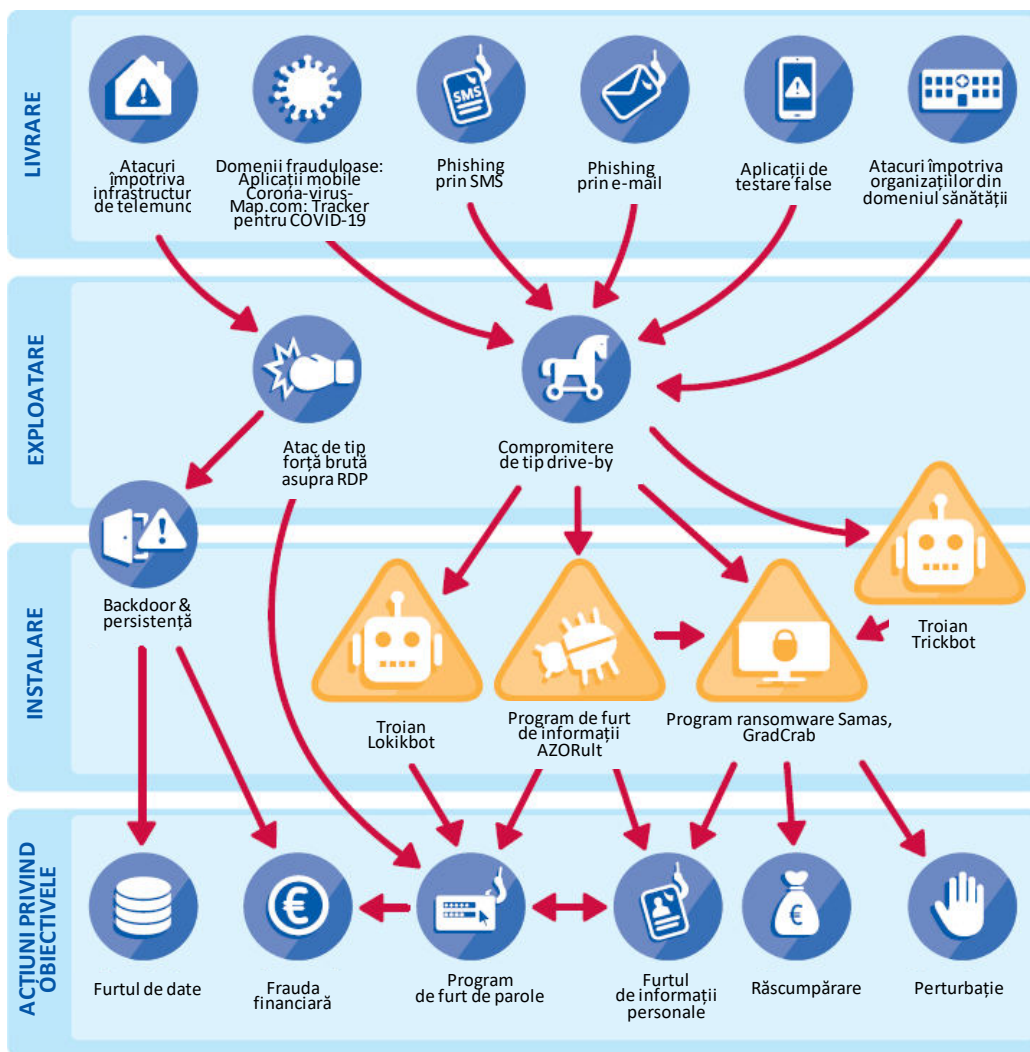 LIVRARE
Atacuri
împotriva
infrastructur
de telemunc
Domenii frauduloase:
Aplicații mobile
Corona-virus-
Map.com: Tracker
pentru COVID-19
SMS
Phishing
prin SMS
Phishing
prin e-mail
Aplicații de
testare false
Atacuri împotriva
organizațiilor din
domeniul sănătății
EXPLOATARE
Atac de tip
forță brută
asupra RDP
Compromitere
de tip drive-by
INSTALARE
Backdoor &
persistență
Troian
Lokikbot
Program de furt
de informații
AZORult
Program ransomware Samas,
GradCrab
Troian
Trickbot
ACȚIUNI PRIVIND
OBIECTIVELE
Furtul de date
€
Frauda
financiară
Program
de furt de parole
Furtul
de informații
personale
€
Răscumpărare
Perturbație